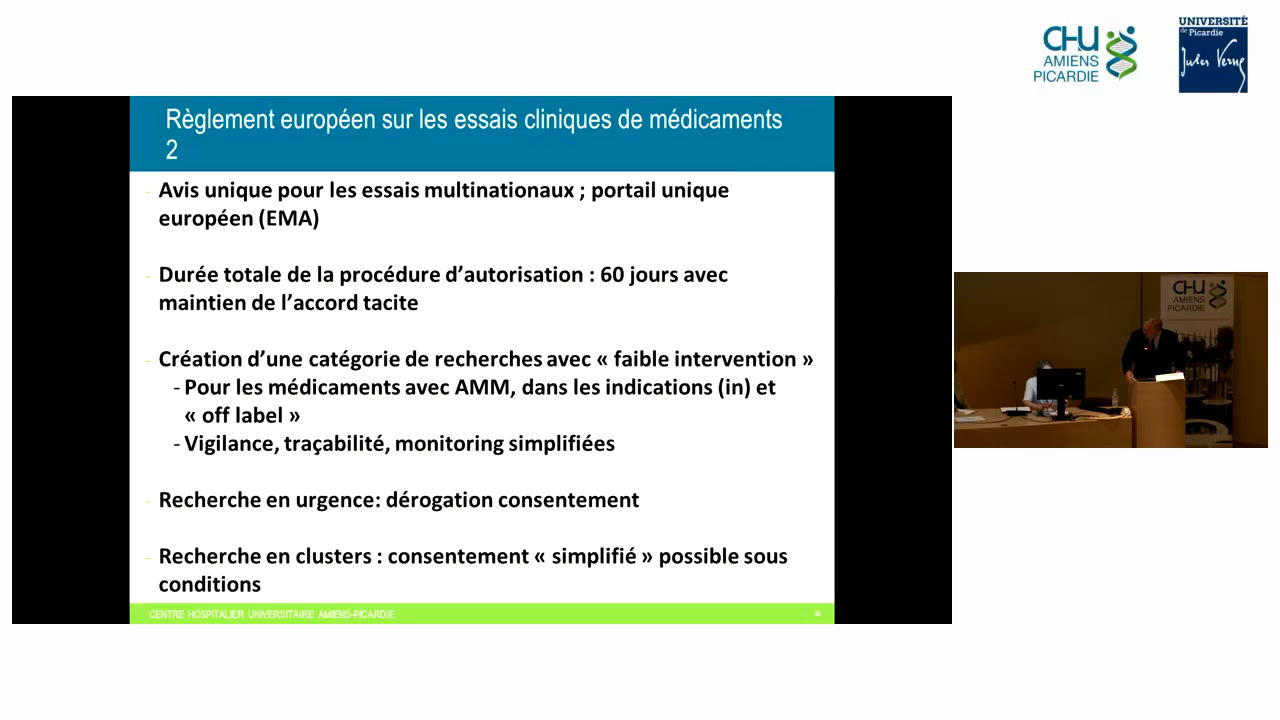 CHU
AMIENS
PICARDIE
UNIVERSITÉ
de Picardie
Jules Verne
Règlement européen sur les essais cliniques de médicaments
2
- Avis unique pour les essais multinationaux ; portail unique
européen (EMA)
- Durée totale de la procédure d’autorisation : 60 jours avec
maintien de l’accord tacite
- Création d’une catégorie de recherches avec « faible intervention »
- Pour les médicaments avec AMM, dans les indications (in) et
« off label »
- Vigilance, traçabilité, monitoring simplifiées
- Recherche en urgence: dérogation consentement
- Recherche en clusters : consentement « simplifié » possible sous
conditions
CENTRE HOSPITALIER UNIVERSITAIRE AMIENS-PICARDIE
CHU
AMIENS
PICARDIE